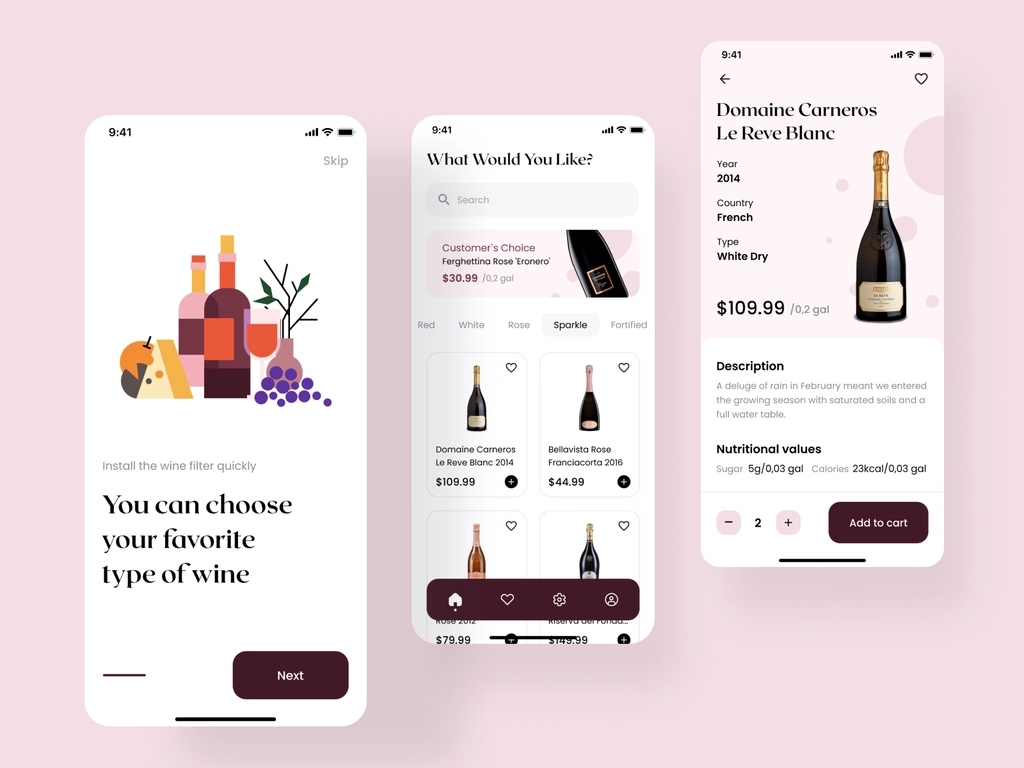 9:41
Skip
Install the wine filter quickly
You can choose
your favorite
type of wine
Next
9:41
What Would You Like?
Search
Customer`s Choice
Ferghettina Rose 'Eronero'
$30.99 /0,2 gal
Red White Rose Sparkle Fortified
Domaine Carneros
Le Reve Blanc 2014
$109.99
Bellavista Rose
Franciacorta 2016
$44.99
Rose 2012
$79.99
Riserva del Fonda...
$149.99
9:41
Domaine Carneros
Le Reve Blanc
Year
2014
Country
French
Type
White Dry
LE REVE
$109.99 /0,2 gal
Description
A deluge of rain in February meant we entered
the growing season with saturated soils and a
full water table.
Nutritional values
Sugar 5g/0,03 gal Calories 23kcal/0,03 gal
2
Add to cart